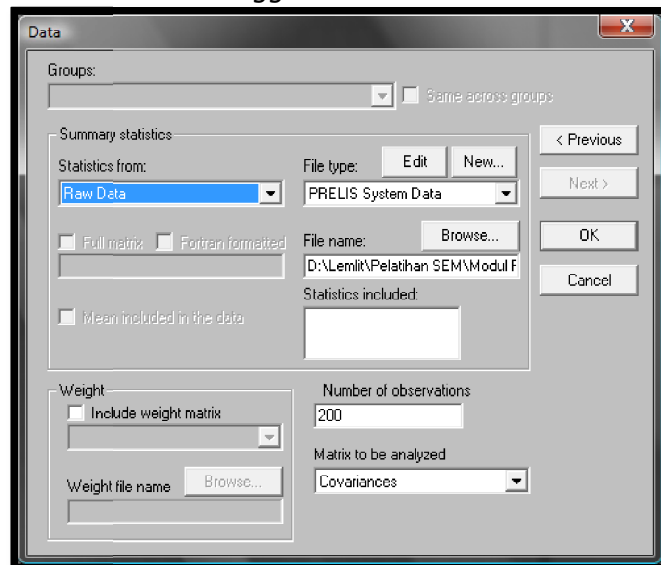 Data
X
Groups:
Same across groups
Summary statistics
Statistics from:
Raw Data
Full matrix
Fortran formatted
Mean included in the data
File type:
Edit
New...
PRELIS System Data
File name:
Browse...
D:\Lemlit\Pelatihan SEM\Modul F
Statistics included:
< Previous
Next >
OK
Cancel
Weight
Include weight matrix
Weight file name
Browse...
Number of observations
200
Matrix to be analyzed
Covariances